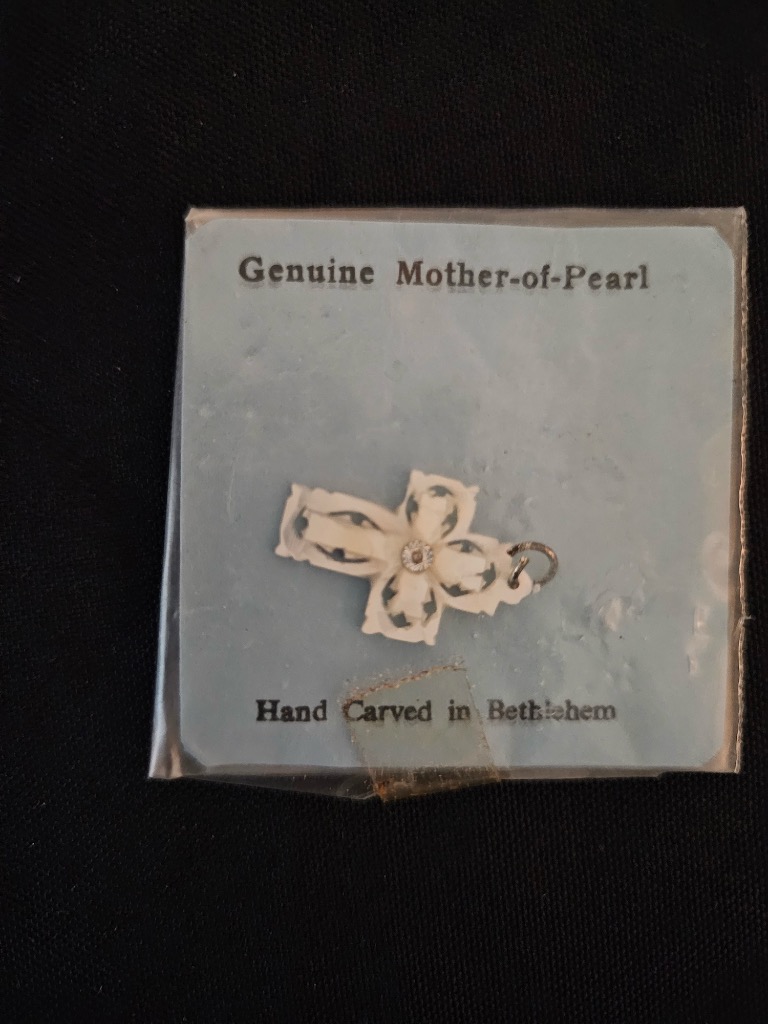 Genuine Mother-of-Pearl
Hand Carved in Bethlehem